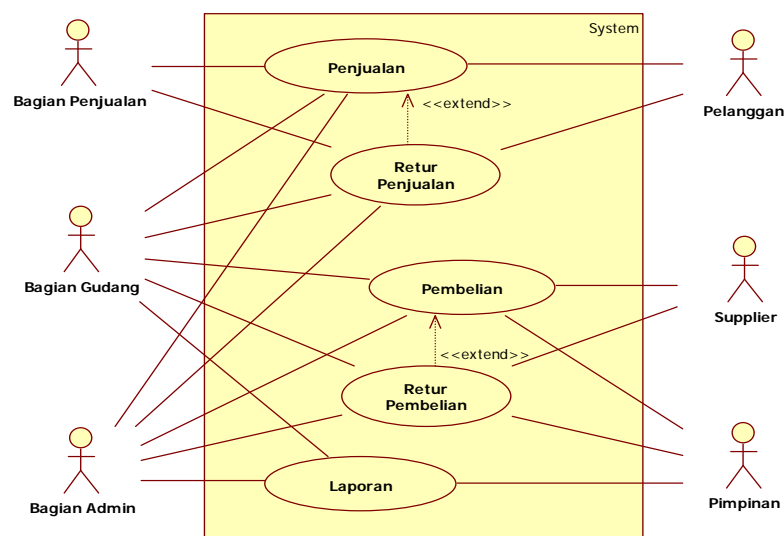 System
Penjualan
Bagian Penjualan
Pelanggan
<<extend>>
Retur
Penjualan
Bagian Gudang
Pembelian
Supplier
<<extend>>
Retur
Pembelian
Laporan
Bagian Admin
Pimpinan